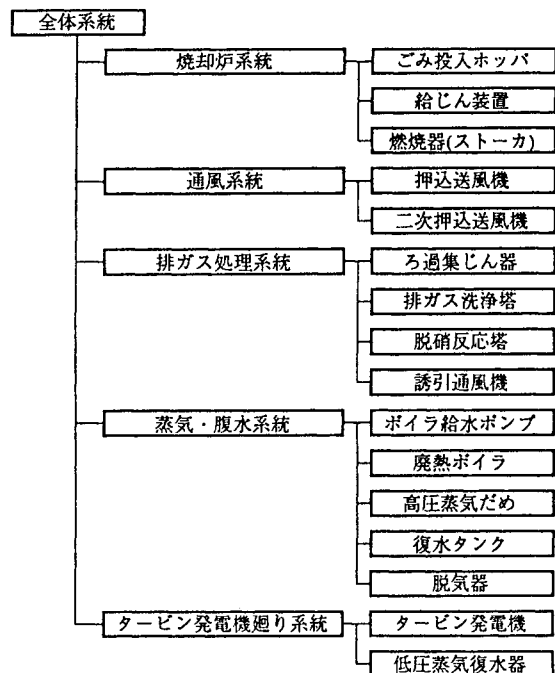 全体系統
焼却炉系統
ごみ投入ホッパ
給じん装置
燃焼器(ストーカ)
通風系統
押込送風機
二次押込送風機
排ガス処理系統
ろ過集じん器
排ガス洗浄塔
脱硝反応塔
誘引通風機
蒸気・腹水系統
ボイラ給水ポンプ
廃熱ボイラ
高圧蒸気だめ
復水タンク
脱気器
タービン発電機廻り系統
タービン発電機
低圧蒸気復水器